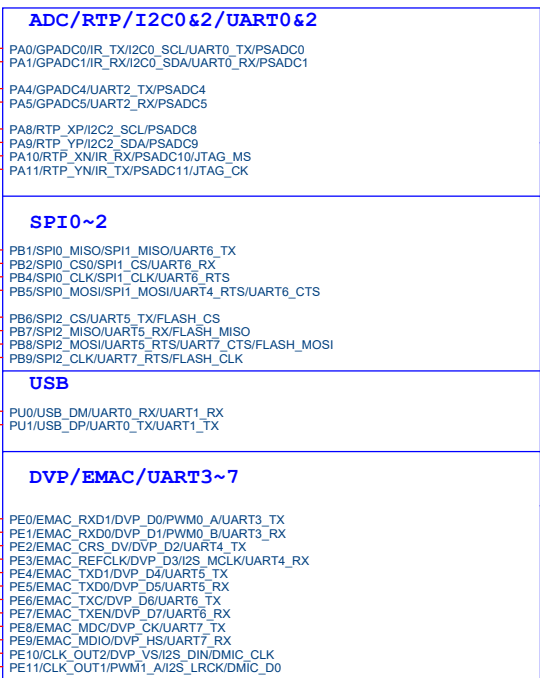 ADC/RTP/I2C0&2/UART0&2
PA0/GPADC0/IR_TX/I2C0_SCL/UART0_TX/PSADC0
PA1/GPADC1/IR_RX/I2C0_SDA/UART0_RX/PSADC1
PA4/GPADC4/UART2_TX/PSADC4
PA5/GPADC5/UART2_RX/PSADC5
PA8/RTP_XP/I2C2_SCL/PSADC8
PA9/RTP_YP/I2C2_SDA/PSADC9
PA10/RTP_XN/IR_RX/PSADC10/JTAG_MS
PA11/RTP_YN/IR_TX/PSADC11/JTAG_CK
SPI0~2
PB1/SPI0_MISO/SPI1_MISO/UART6_TX
PB2/SPI0_CS0/SPI1_CS/UART6_RX
PB4/SPI0_CLK/SPI1_CLK/UART6_RTS
PB5/SPI0_MOSI/SPI1_MOSI/UART4_RTS/UART6_CTS
PB6/SPI2_CS/UART5_TX/FLASH_CS
PB7/SPI2_MISO/UART5_RX/FLASH_MISO
PB8/SPI2_MOSI/UART5_RTS/UART7_CTS/FLASH_MOSI
PB9/SPI2_CLK/UART7_RTS/FLASH_CLK
USB
PU0/USB_DM/UART0_RX/UART1_RX
PU1/USB_DP/UART0_TX/UART1_TX
DVP/EMAC/UART3~7
PE0/EMAC_RXD1/DVP_D0/PWM0_A/UART3_TX
PE1/EMAC_RXD0/DVP_D1/PWM0_B/UART3_RX
PE2/EMAC_CRS_DV/DVP_D2/UART4_TX
PE3/EMAC_REFCLK/DVP_D3/I2S_MCLK/UART4_RX
PE4/EMAC_TXD1/DVP_D4/UART5_TX
PE5/EMAC_TXD0/DVP_D5/UART5_RX
PE6/EMAC_TXC/DVP_D6/UART6_TX
PE7/EMAC_TXEN/DVP_D7/UART6_RX
PE8/EMAC_MDC/DVP_CK/UART7_TX
PE9/EMAC_MDIO/DVP_HS/UART7_RX
PE10/CLK_OUT2/DVP_VS/I2S_DIN/DMIC_CLK
PE11/CLK_OUT1/PWM1_A/I2S_LRCK/DMIC_D0